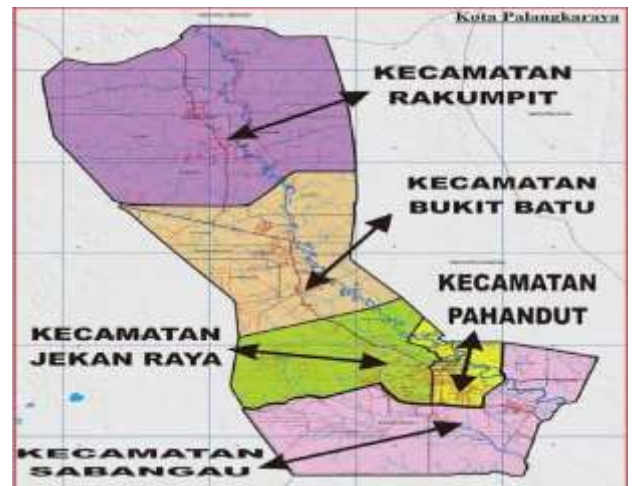 Kota Palangkaraya
KECAMATAN
RAKUMPIT
KECAMATAN
BUKIT BATU
KECAMATAN
PAHANDUT
KECAMATAN
JEKAN RAYA
KECAMATAN
SABANGAU